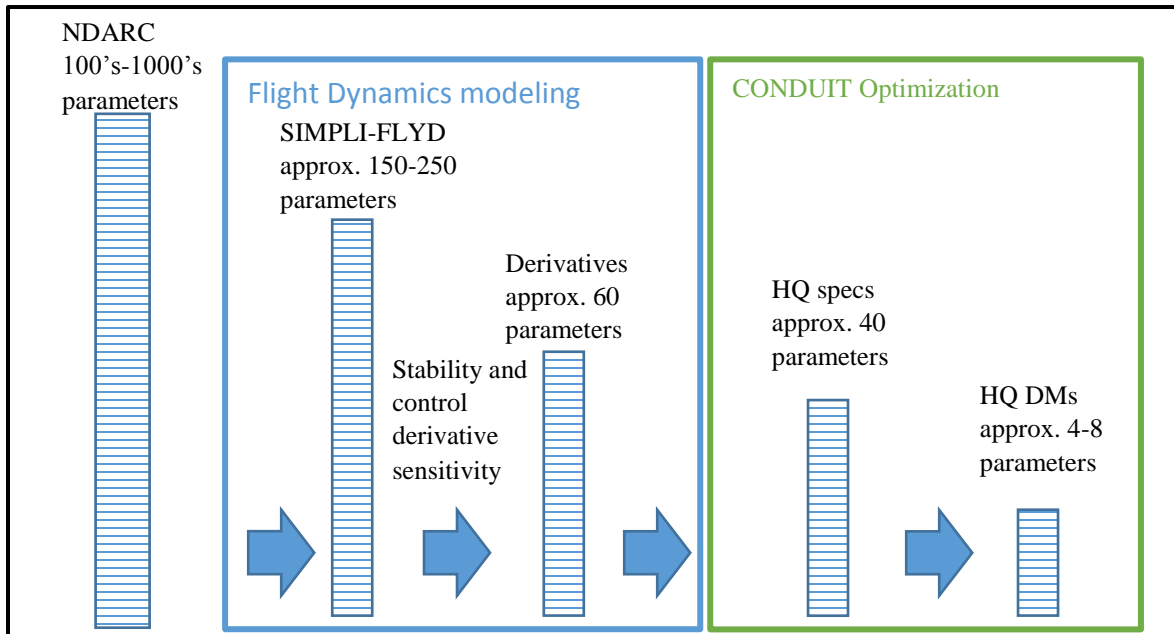 NDARC
100’s-1000’s
parameters
Flight Dynamics modeling
SIMPLI-FLYD
approx. 150-250
parameters
Stability and
control
derivative
sensitivity
Derivatives
approx. 60
parameters
CONDUIT Optimization
HQ specs
approx. 40
parameters
HQ DMs
approx. 4-8
parameters